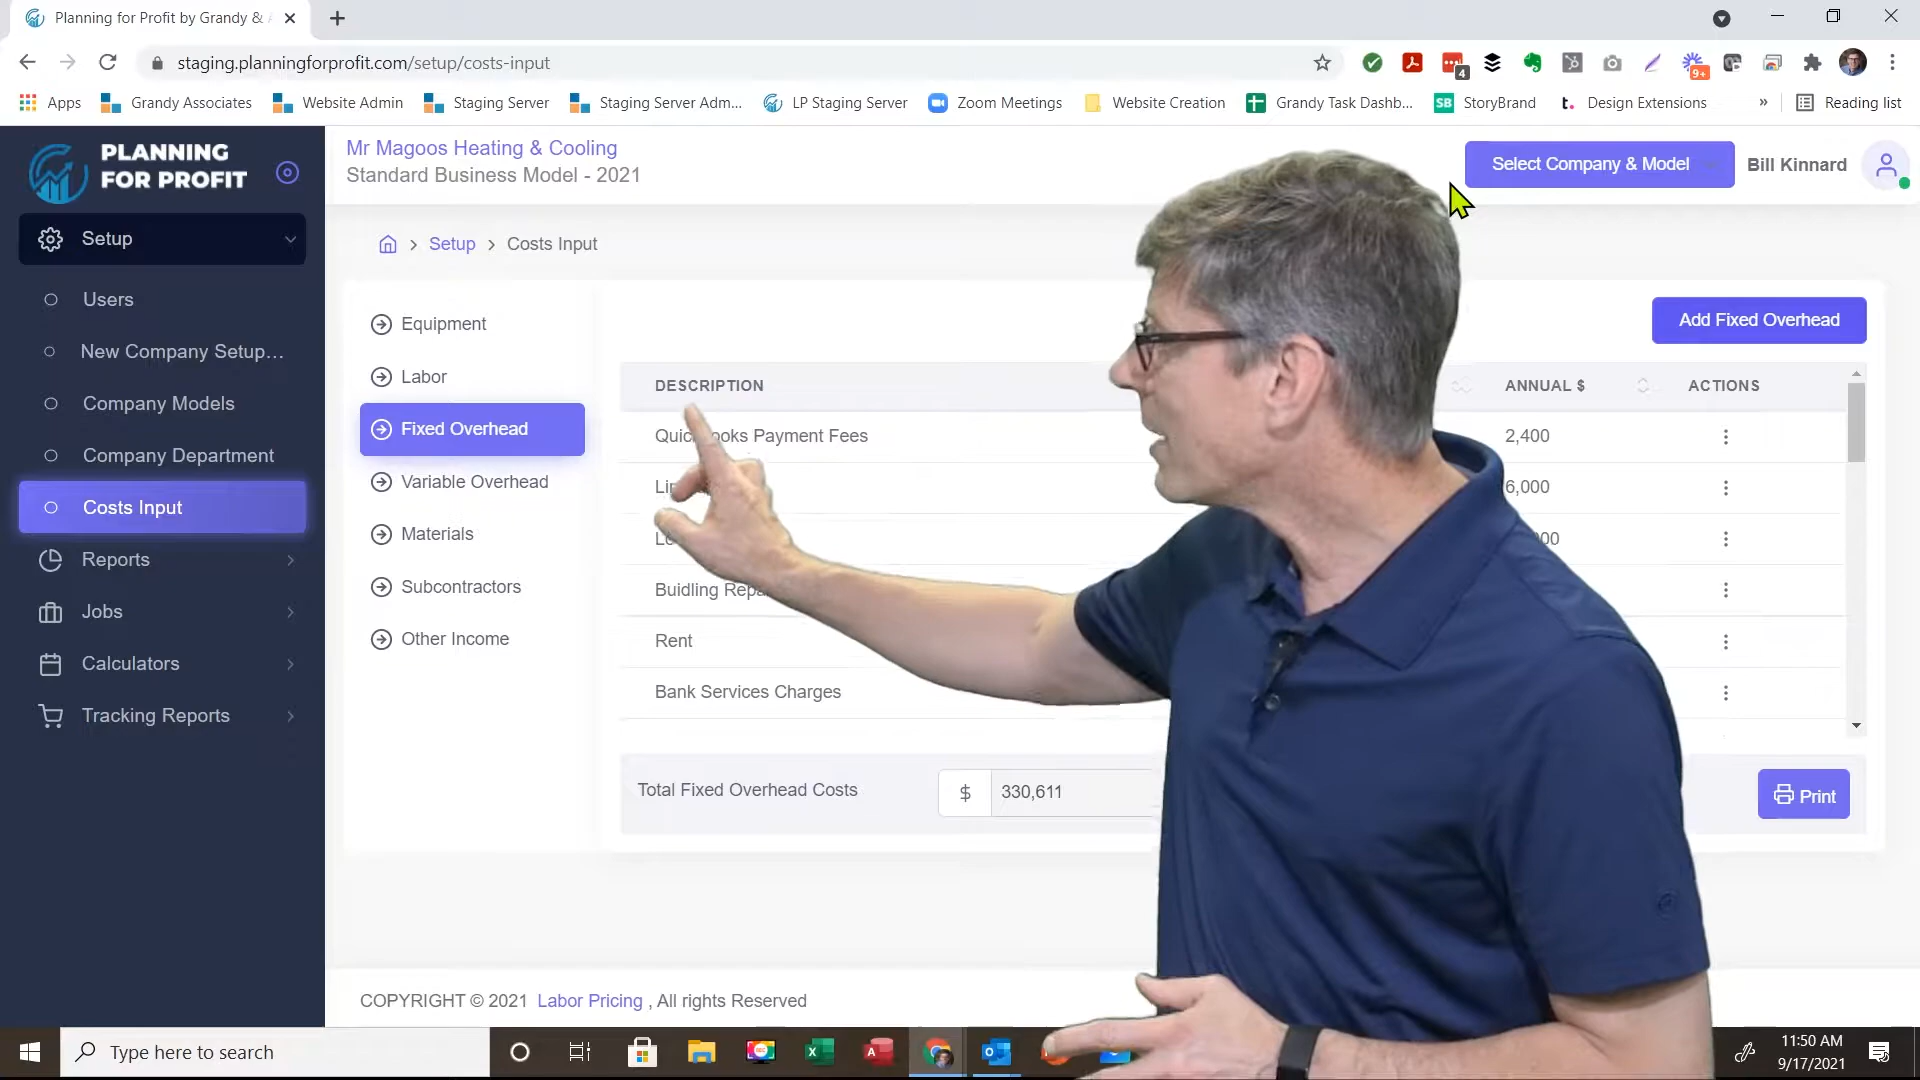 Planning for Profit by Grandy &
staging.planningforprofit.com/setup/costs-input
4
9+
Apps
Grandy Associates
Website Admin
Staging Server
Staging Server Adm...
LP Staging Server
Zoom Meetings
Website Creation
Grandy Task Dashb...
SB StoryBrand
t. Design Extensions
»
Reading list
PLANNING
FOR PROFIT
Mr Magoos Heating & Cooling
Standard Business Model - 2021
Select Company & Model
Bill Kinnard
Setup
Users
New Company Setup...
Company Models
Company Department
Costs Input
Reports
Jobs
Calculators
Tracking Reports
Setup > Costs Input
Equipment
Labor
Fixed Overhead
Variable Overhead
Materials
Subcontractors
Other Income
Add Fixed Overhead
DESCRIPTION
ANNUAL $
ACTIONS
Payment Fees
2,400
6,000
Buidling
Rent
Bank Services Charges
Total Fixed Overhead Costs
$ 330,611
Print
COPYRIGHT © 2021 Labor Pricing , All rights Reserved
Type here to search
11:50 AM
9/17/2021